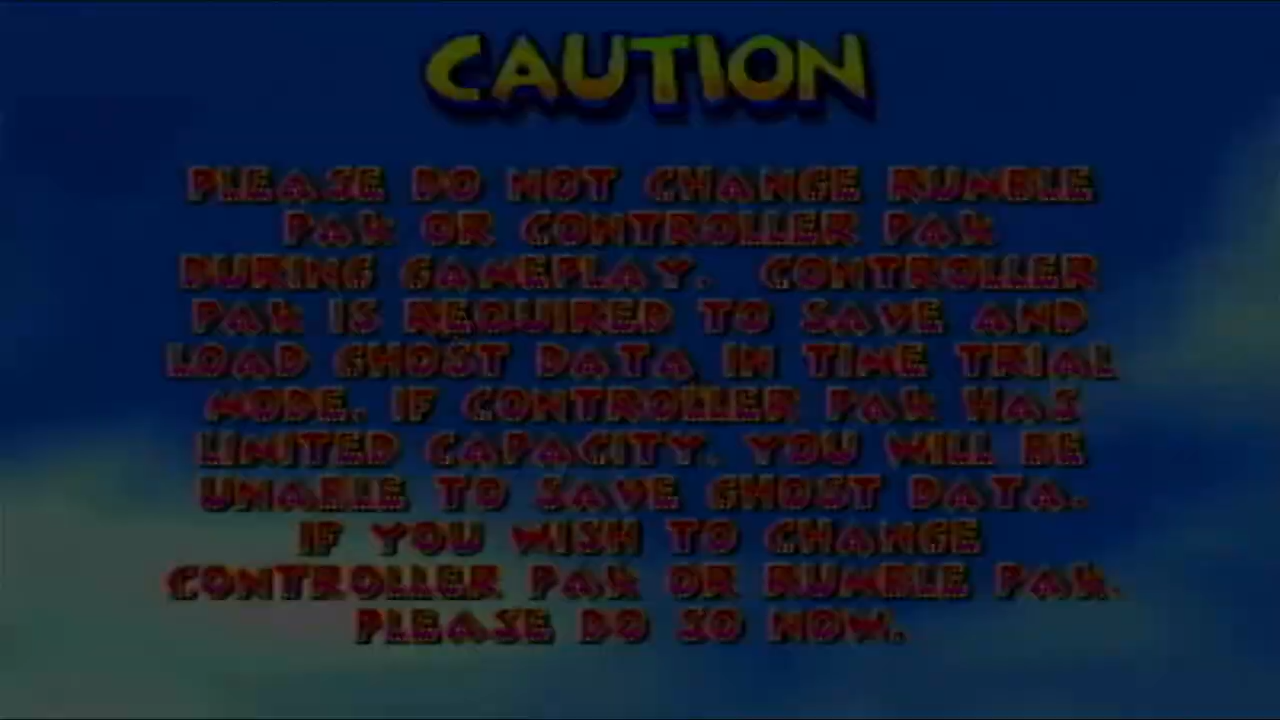 CAUTION
PLEASE DO NOT CHANGE RUMBLE
PAK OR CONTROLLER PAK
DURING GAMEPLAY. CONTROLLER
PAK IS REQUIRED TO SAVE AND
LOAD GHOST DATA IN TIME TRIAL
MODE. IF CONTROLLER PAK HAS
LIMITED CAPACITY. YOU WILL BE
UNABLE TO SAVE GHOST DATA.
IF YOU WISH TO CHANGE
CONTROLLER PAK OR RUMBLE PAK.
PLEASE DO SO NOW.